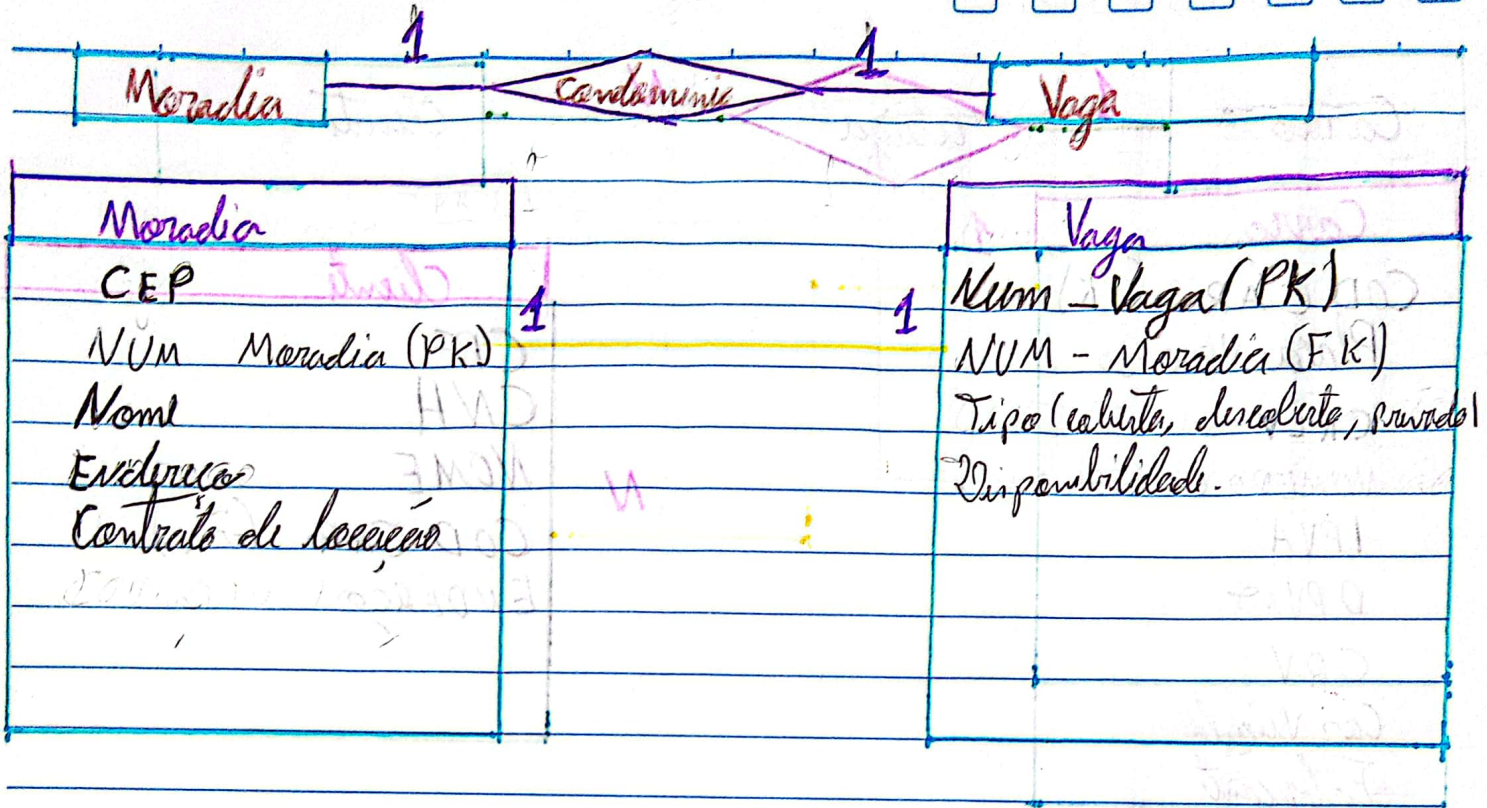 1 1
Moradia Condominio Vaga
Moradia Vaga
CEP
Num - Vaga (PK)
1 1
NUM Moradia (PK)
NUM - Moradia (FK)
Nome
Tipo (coberta, descoberta, privada)
Endereço
Disponibilidade.
Contrato de locação